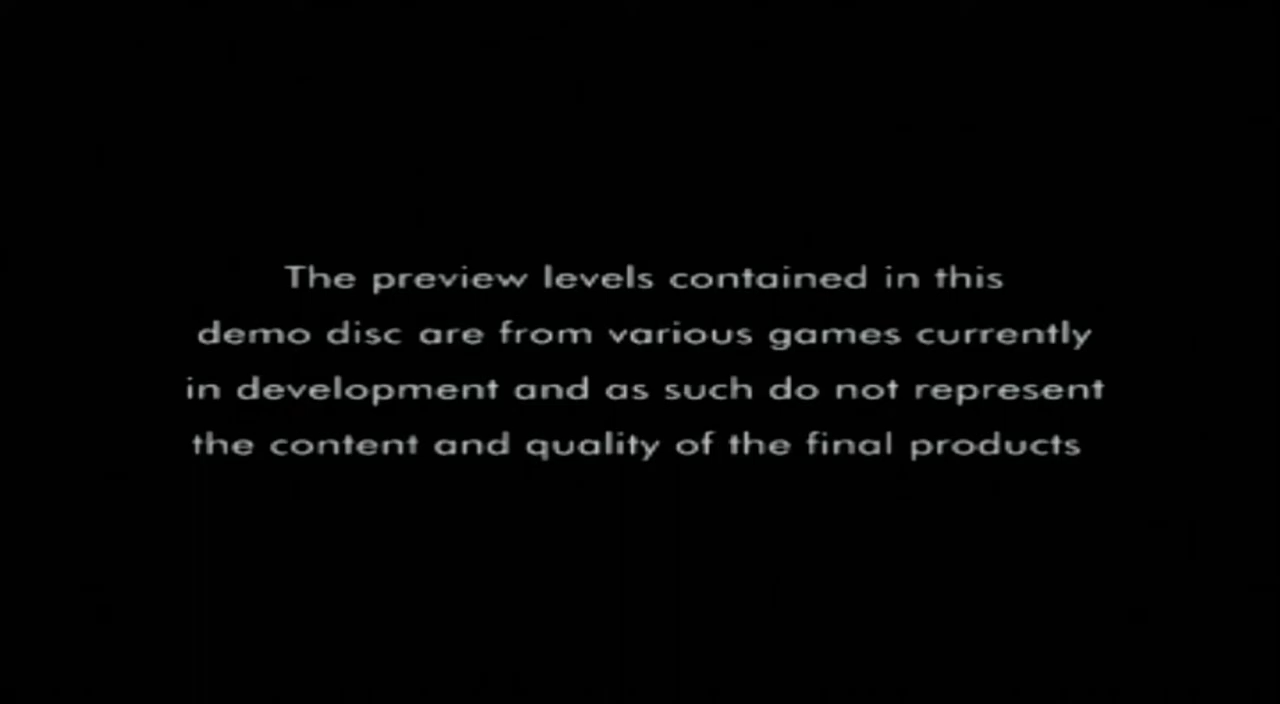 The preview levels contained in this
demo disc are from various games currently
in development and as such do not represent
the content and quality of the final products